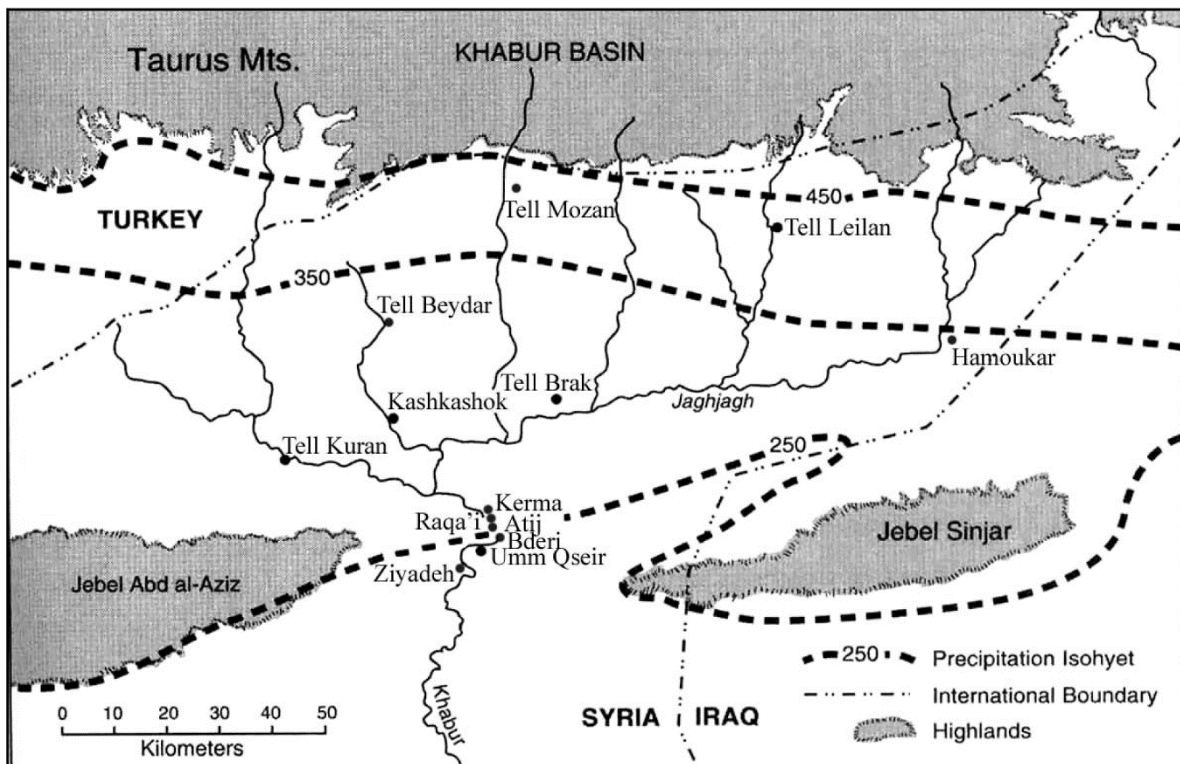 Taurus Mts.
KHABUR BASIN
TURKEY
Tell Mozan
450
Tell Leilan
350
Tell Beydar
Hamoukar
Tell Brak
Kashkashok
Jaghjagh
Tell Kuran
250
Kerma
Raqa'i
Atij
Bderi
Umm Qseir
Ziyadeh
Jebel Sinjar
Jebel Abd al-Aziz
Khabur
250 Precipitation Isohyet
International Boundary
Highlands
SYRIA IRAQ
0 10 20 30 40 50
Kilometers